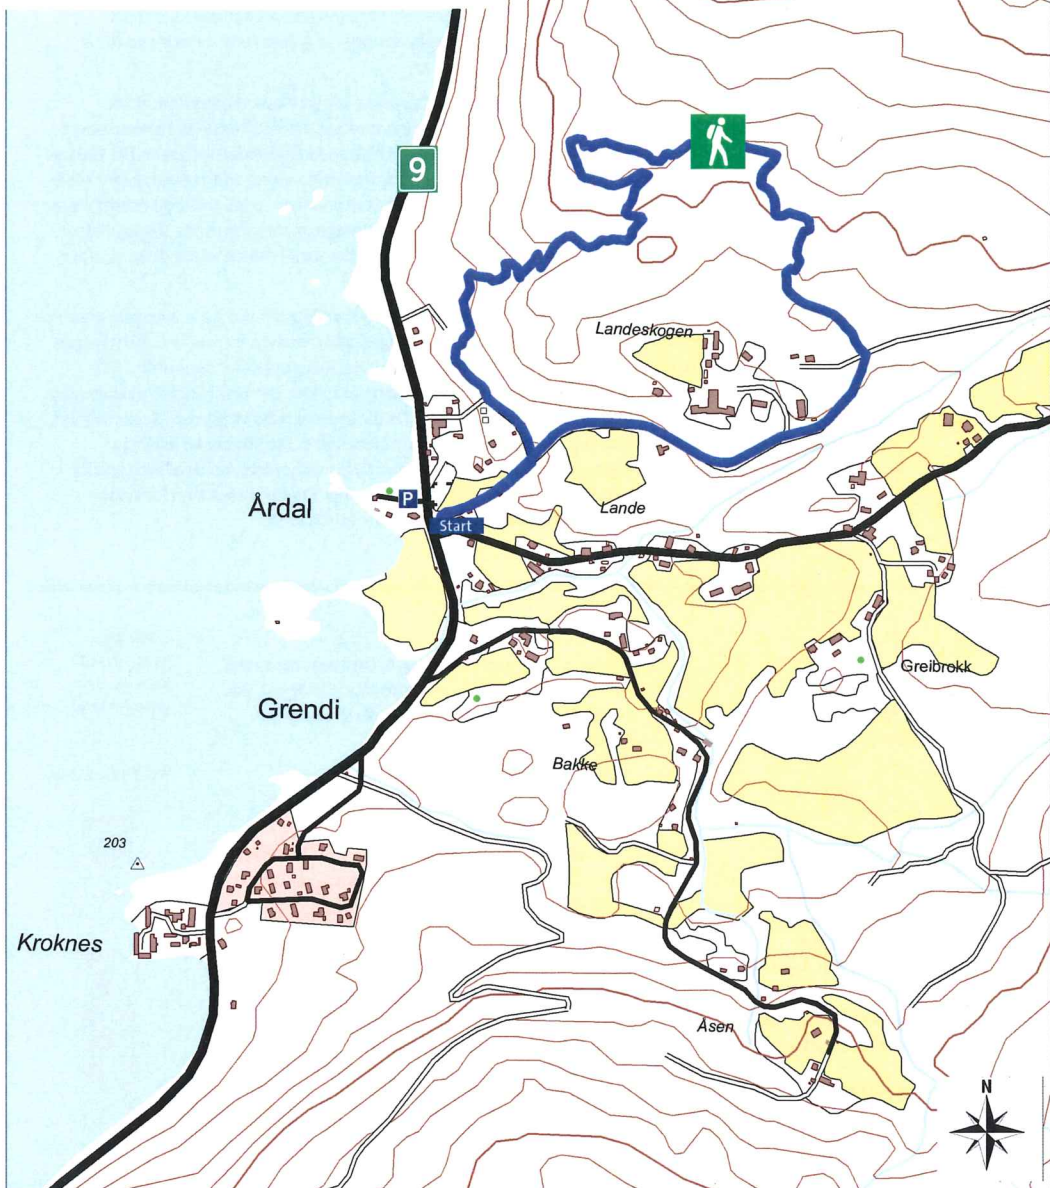 9
Landeskogen
P
Årdal
Start
Lande
Greibrokk
Grendi
Bakke
203
Kroknes
Åsen
N